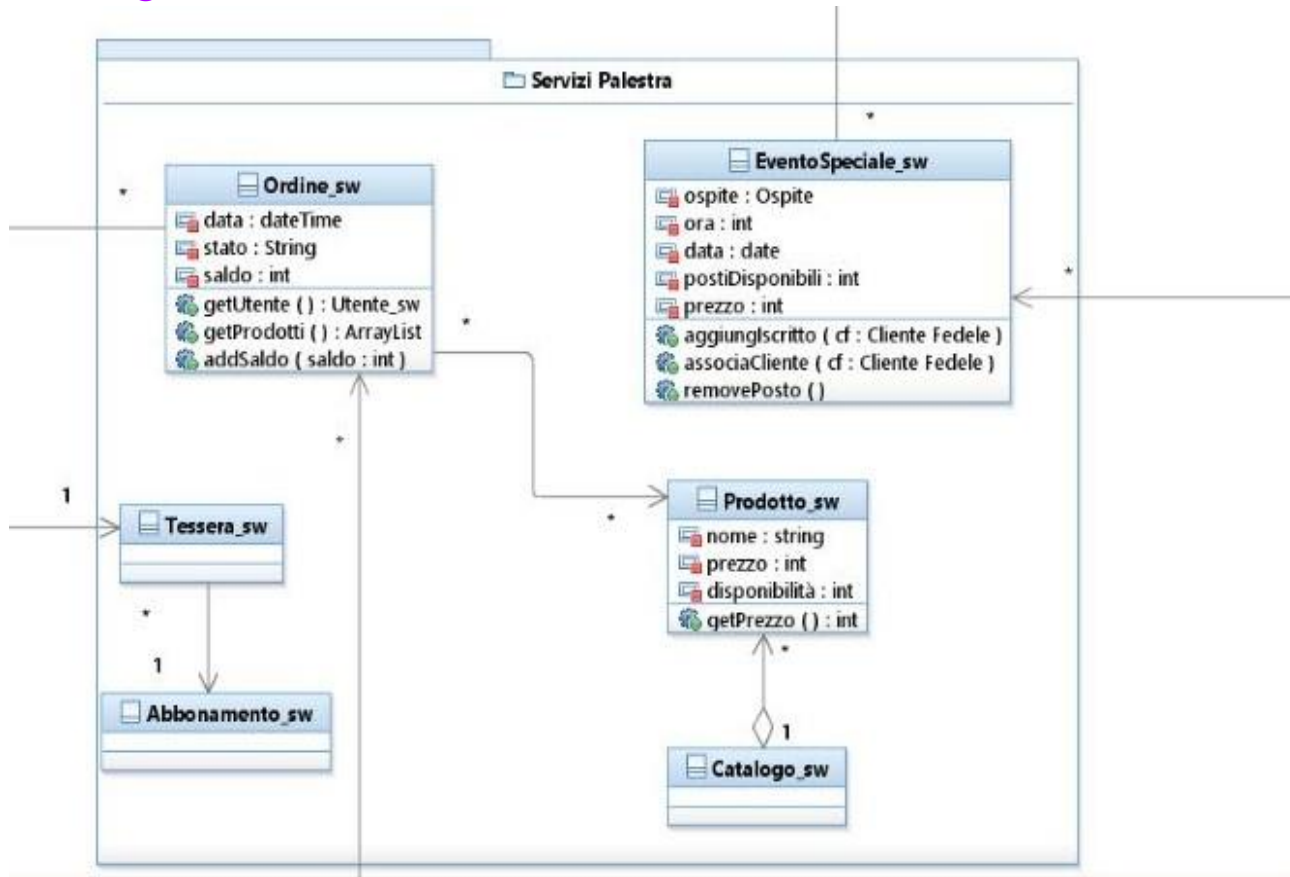 Servizi Palestra
*
*
Ordine_sw
data : dateTime
stato : String
saldo : int
getUtente ( ) : Utente_sw
getProdotti ( ) : ArrayList
addSaldo ( saldo : int )
EventoSpeciale_sw
ospite : Ospite
ora : int
data : date
postiDisponibili : int
prezzo : int
aggiungIscritto ( cf : Cliente Fedele )
associaCliente ( cf : Cliente Fedele )
removePosto ( )
*
*
*
*
1
Tessera_sw
*
1
Abbonamento_sw
Prodotto_sw
nome : string
prezzo : int
disponibilità : int
getPrezzo ( ) : int
*
1
Catalogo_sw